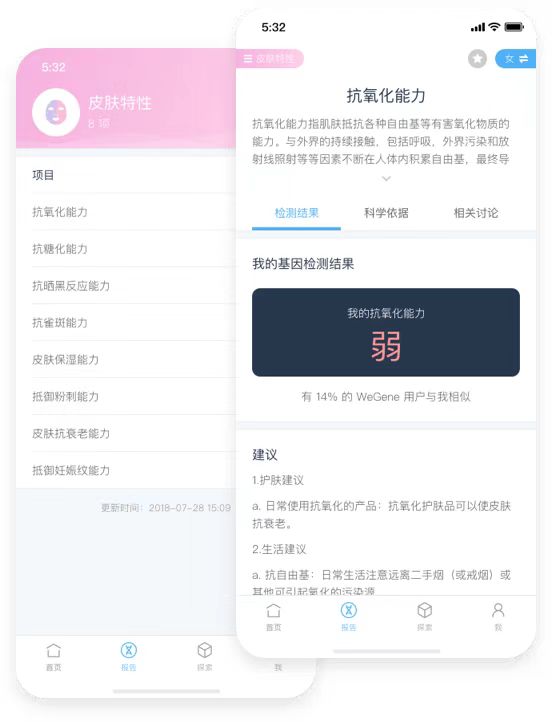 5:32
皮肤特性
8 项
项目
抗氧化能力
抗糖化能力
抗晒黑反应能力
抗雀斑能力
皮肤保湿能力
抵御粉刺能力
皮肤抗衰老能力
抵御妊娠纹能力
更新时间：2018-07-28 15:09
首页
报告
探索
我
5:32
皮肤特性
女
抗氧化能力
抗氧化能力指肌肤抵抗各种自由基等有害氧化物质的
能力。与外界的持续接触，包括呼吸，外界污染和放
射线照射等等因素不断在人体内积累自由基，最终导
检测结果
科学依据
相关讨论
我的基因检测结果
我的抗氧化能力
弱
有 14% 的 WeGene 用户与我相似
建议
1.护肤建议
a. 日常使用抗氧化的产品：抗氧化护肤品可以使皮肤
抗衰老。
2.生活建议
a. 抗自由基：日常生活注意远离二手烟（或戒烟）或
其他可引起氧化的污染源
首页
报告
探索
我